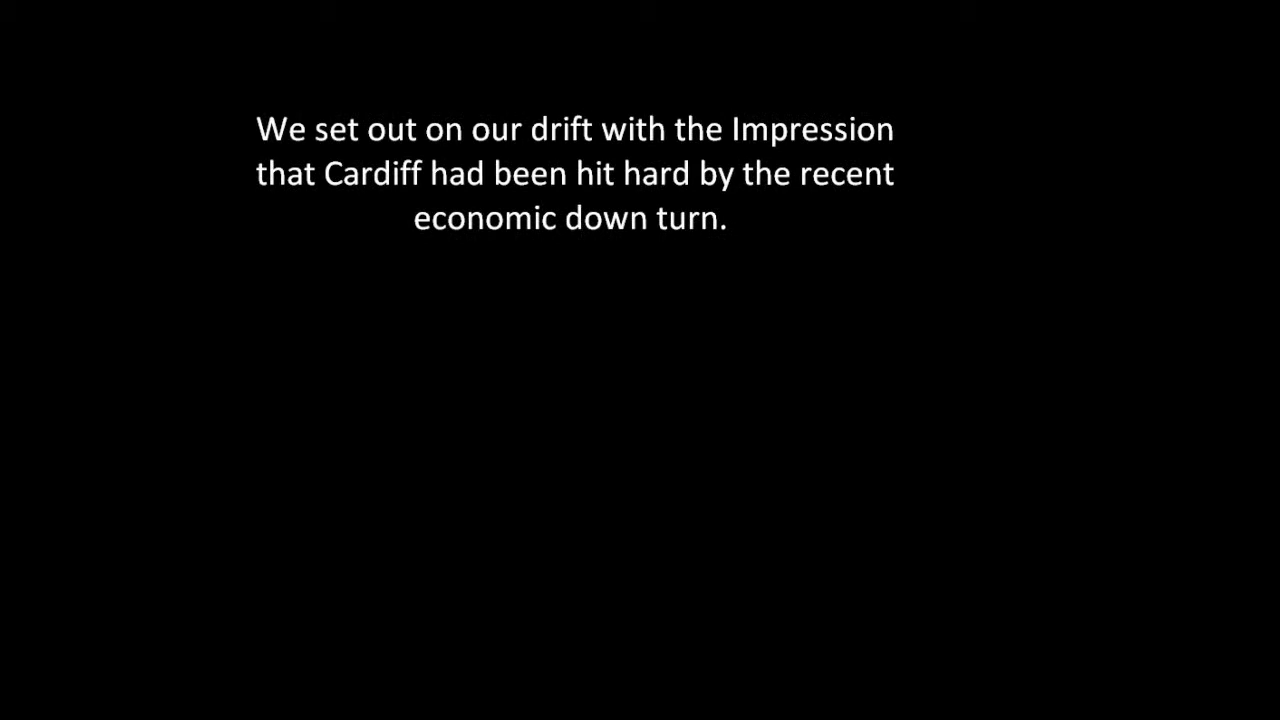 We set out on our drift with the Impression
that Cardiff had been hit hard by the recent
economic down turn.